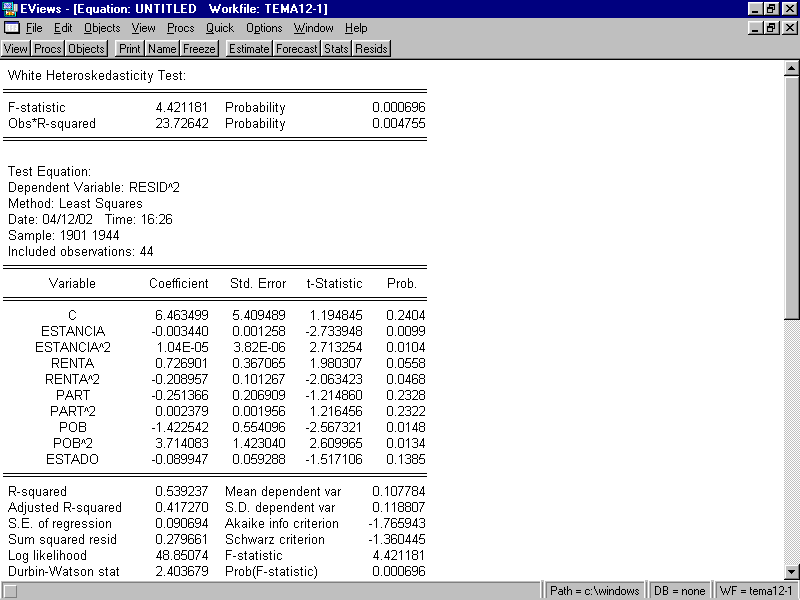 EViews - [Equation: UNTITLED   Workfile: TEMA12-1]
File Edit Objects View Procs Quick Options Window Help
View Procs Objects Print Name Freeze Estimate Forecast Stats Resids
White Heteroskedasticity Test:
F-statistic 4.421181 Probability 0.000696
Obs*R-squared 23.72642 Probability 0.004755
Test Equation:
Dependent Variable: RESID^2
Method: Least Squares
Date: 04/12/02 Time: 16:26
Sample: 1901 1944
Included observations: 44
Variable Coefficient Std. Error t-Statistic Prob.
C 6.463499 5.409489 1.194845 0.2404
ESTANCIA -0.003440 0.001258 -2.733948 0.0099
ESTANCIA^2 1.04E-05 3.82E-06 2.713254 0.0104
RENTA 0.726901 0.367065 1.980307 0.0558
RENTA^2 -0.208957 0.101267 -2.063423 0.0468
PART -0.251366 0.206909 -1.214860 0.2328
PART^2 0.002379 0.001956 1.216456 0.2322
POB -1.422542 0.554096 -2.567321 0.0148
POB^2 3.714083 1.423040 2.609965 0.0134
ESTADO -0.089947 0.059288 -1.517106 0.1385
R-squared 0.539237 Mean dependent var 0.107784
Adjusted R-squared 0.417270 S.D. dependent var 0.118807
S.E. of regression 0.090694 Akaike info criterion -1.765943
Sum squared resid 0.279661 Schwarz criterion -1.360445
Log likelihood 48.85074 F-statistic 4.421181
Durbin-Watson stat 2.403679 Prob(F-statistic) 0.000696
Path = c:\windows DB = none WF = tema12-1